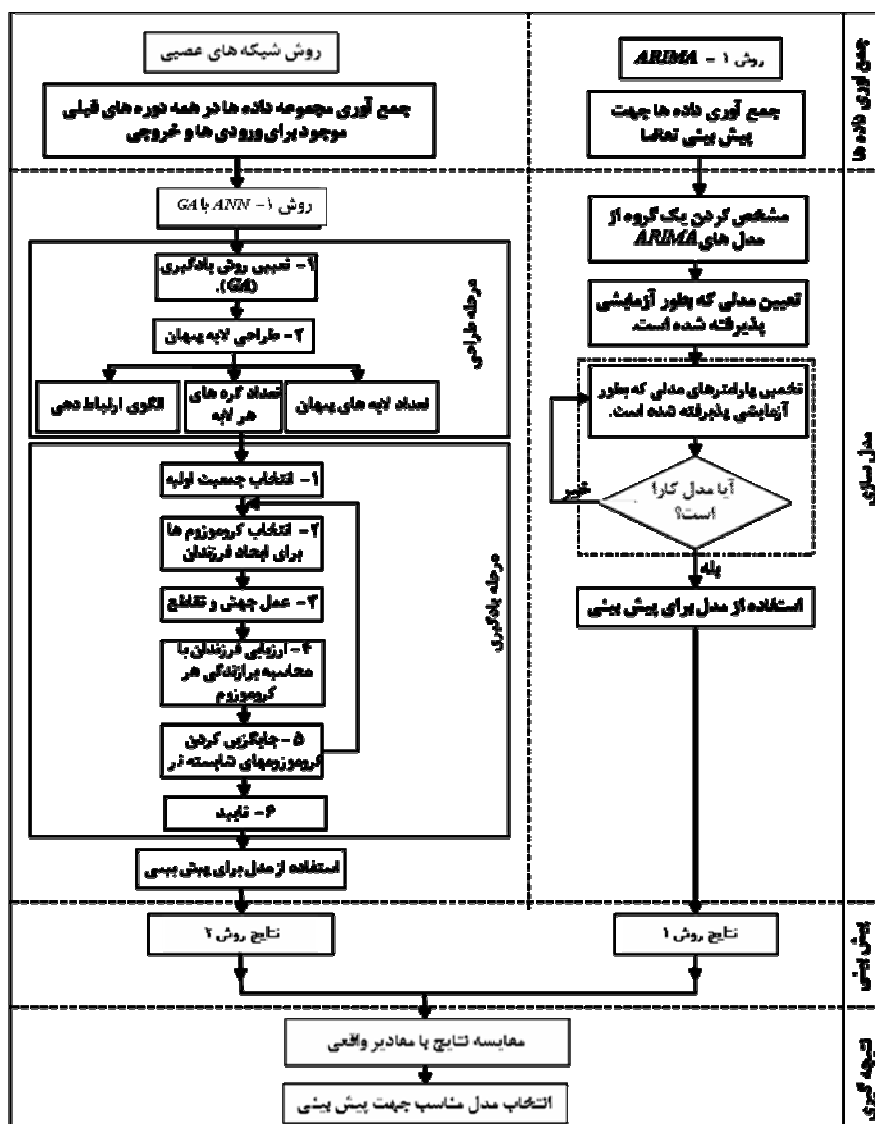 جمع آوری داده ها
روش ۱ - ARIMA
جمع آوری داده ها جهت
پیش بینی تقاضا
روش شبکه های عصبی
جمع آوری مجموعه داده ها در همه دوره های قبلی
موجود برای ورودی ها و خروجی
مدل سازی
مشخص کردن یک گروه از
مدل های ARIMA
تعیین مدلی که بطور آزمایشی
پذیرفته شده است.
تخمین پارامترهای مدلی که بطور
آزمایشی پذیرفته شده است.
آیا مدل کارا
است؟
خیر
بله
استفاده از مدل برای پیش بینی
روش ۱- ANN با GA
مرحله طراحی
۱- تعیین روش یادگیری
(GA).
۲- طراحی لایه پنهان
تعداد لایه های پنهان
تعداد گره های
هر لایه
الگوی ارتباط دهی
مرحله یادگیری
۱- انتخاب جمعیت اولیه
۲- انتخاب کروموزوم ها
برای ایجاد فرزندان
۳- عمل جهش و تقاطع
۴- ارزیابی فرزندان با
محاسبه برازندگی هر
کروموزوم
۵- جایگزین کردن
کروموزومهای شایسته تر
۶- تایید
استفاده از مدل برای پیش بینی
پیش بینی
نتایج روش ۱
نتایج روش ۲
نتیجه گیری
مقایسه نتایج با مقادیر واقعی
انتخاب مدل مناسب جهت پیش بینی